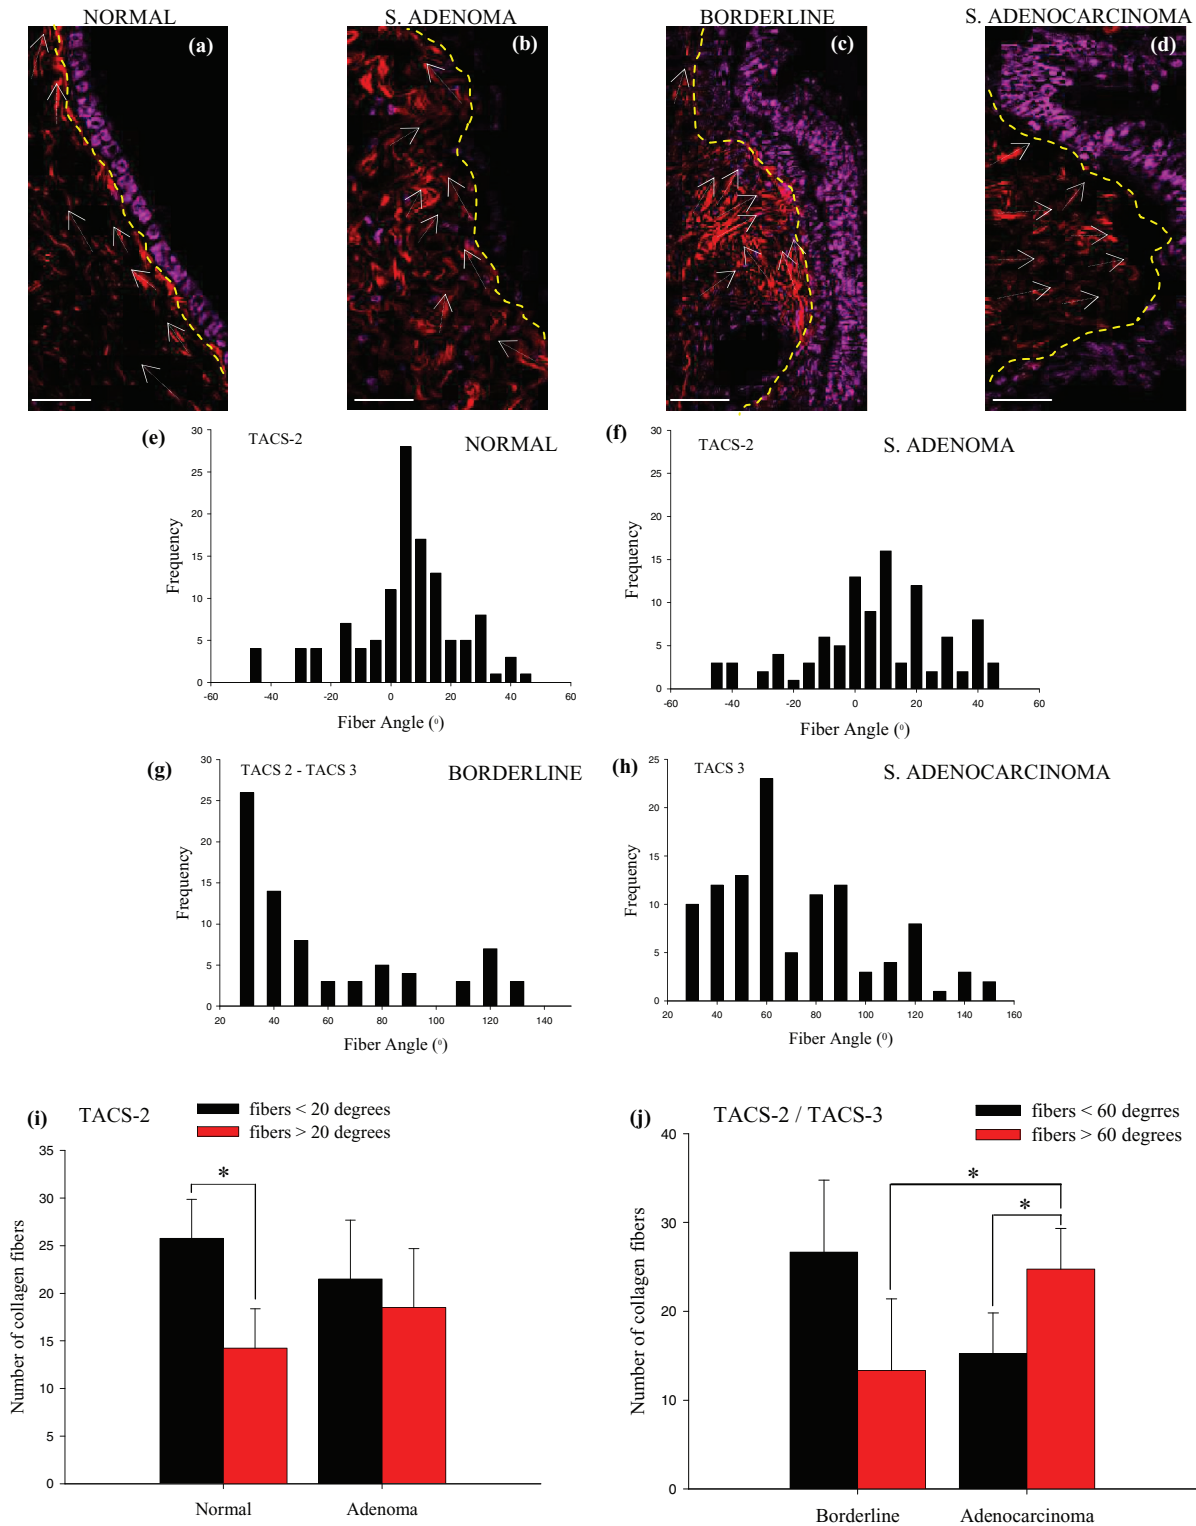 NORMAL
S. ADENOMA
BORDERLINE
S. ADENOCARCINOMA
(a)
(b)
(c)
(d)
(e)
TACS-2
NORMAL
30
25
20
15
10
5
0
Frequency
-60 -40 -20 0 20 40 60
Fiber Angle (⁰)
(f)
TACS-2
S. ADENOMA
30
25
20
15
10
5
0
Frequency
-60 -40 -20 0 20 40 60
Fiber Angle (⁰)
(g)
TACS 2 - TACS 3
BORDERLINE
30
25
20
15
10
5
0
Frequency
20 40 60 80 100 120 140
Fiber Angle (⁰)
(h)
TACS 3
S. ADENOCARCINOMA
25
20
15
10
5
0
Frequency
20 40 60 80 100 120 140 160
Fiber Angle (⁰)
(i)
TACS-2
fibers < 20 degrees
fibers > 20 degrees
35
30
25
20
15
10
5
0
Number of collagen fibers
*
Normal Adenoma
(j)
TACS-2 / TACS-3
fibers < 60 degrres
fibers > 60 degrees
40
30
20
10
0
Number of collagen fibers
*
*
Borderline Adenocarcinoma